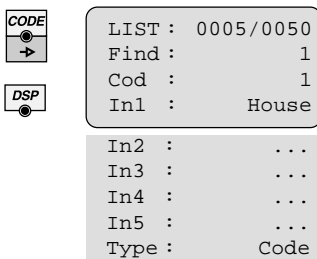 CODE
LIST : 0005/0050
Find : 1
Cod : 1
In1 : House
DSP
In2 : ...
In3 : ...
In4 : ...
In5 : ...
Type : Code